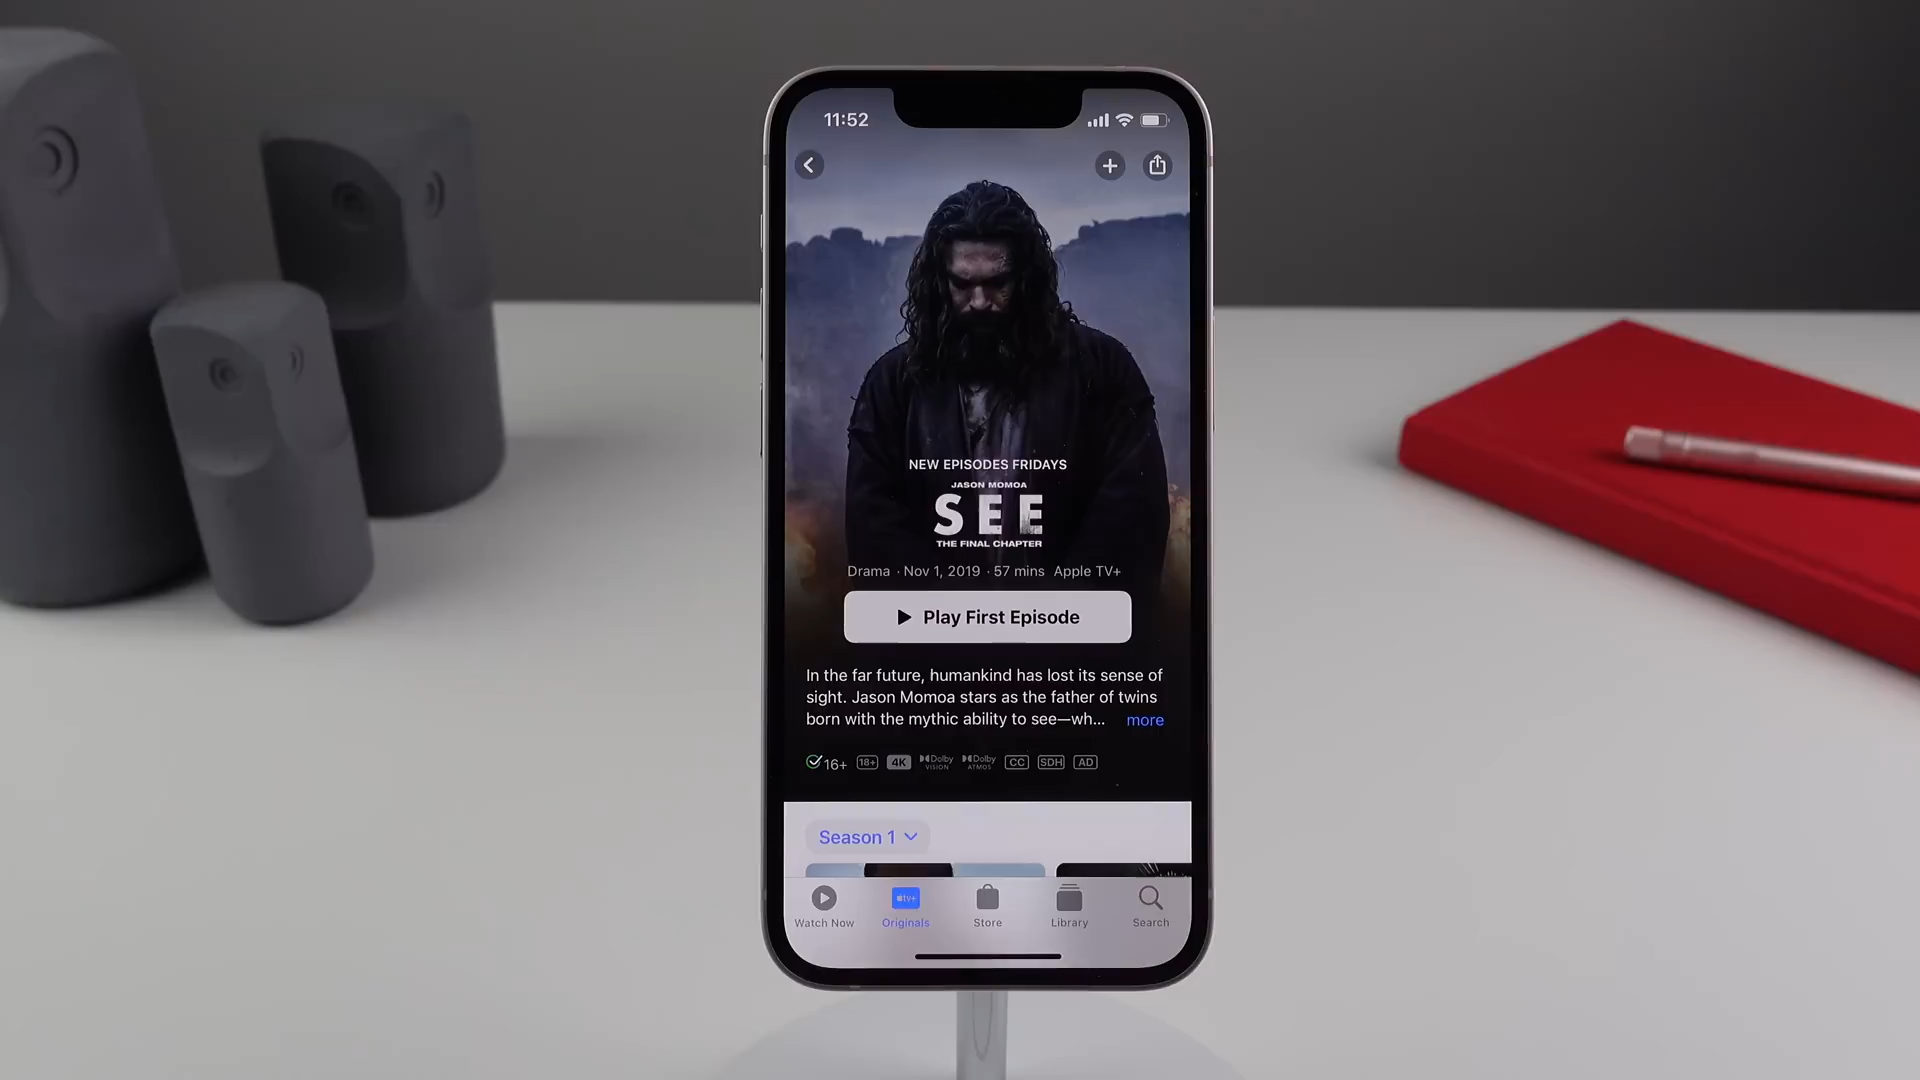 11:52
NEW EPISODES FRIDAYS
JASON MOMOA
SEE
THE FINAL CHAPTER
Drama · Nov 1, 2019 · 57 mins Apple TV+
Play First Episode
In the far future, humankind has lost its sense of
sight. Jason Momoa stars as the father of twins
born with the mythic ability to see—wh... more
16+ 18+ 4K Dolby VISION Dolby ATMOS CC SDH AD
Season 1
tv+
Watch Now Originals Store Library Search